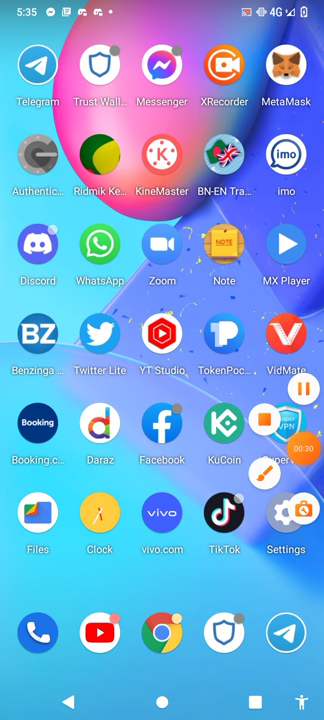 5:35 4G
Telegram Trust Wall... Messenger XRecorder MetaMask
Authentic... Ridmik Ke... KineMaster BN-EN Tra... imo
imo
Discord WhatsApp Zoom Note MX Player
NOTE
BZ
Benzinga ... Twitter Lite YT Studio TokenPoc... VidMate
Booking
VPN
00:30
Booking.c... Daraz Facebook KuCoin
vivo
Files Clock vivo.com TikTok Settings